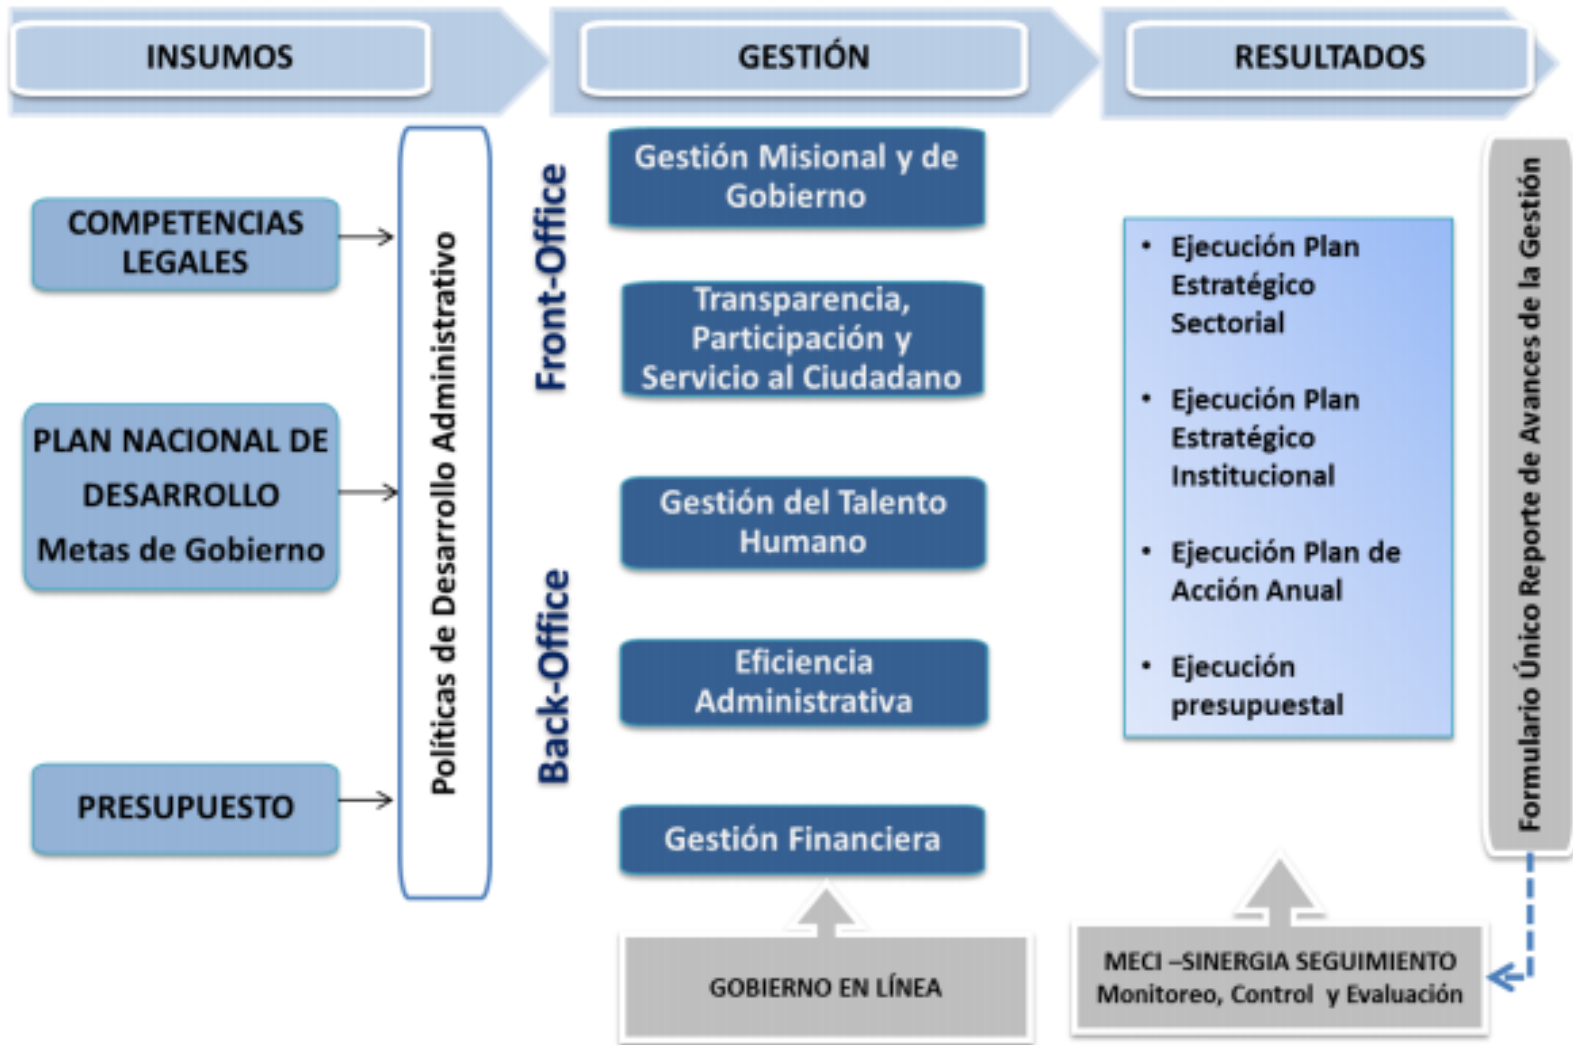 INSUMOS
GESTIÓN
RESULTADOS
COMPETENCIAS
LEGALES
PLAN NACIONAL DE
DESARROLLO
Metas de Gobierno
PRESUPUESTO
Políticas de Desarrollo Administrativo
Front-Office
Back-Office
Gestión Misional y de
Gobierno
Transparencia,
Participación y
Servicio al Ciudadano
Gestión del Talento
Humano
Eficiencia
Administrativa
Gestión Financiera
GOBIERNO EN LÍNEA
• Ejecución Plan
Estratégico
Sectorial
• Ejecución Plan
Estratégico
Institucional
• Ejecución Plan de
Acción Anual
• Ejecución
presupuestal
MECI –SINERGIA SEGUIMIENTO
Monitoreo, Control y Evaluación
Formulario Único Reporte de Avances de la Gestión